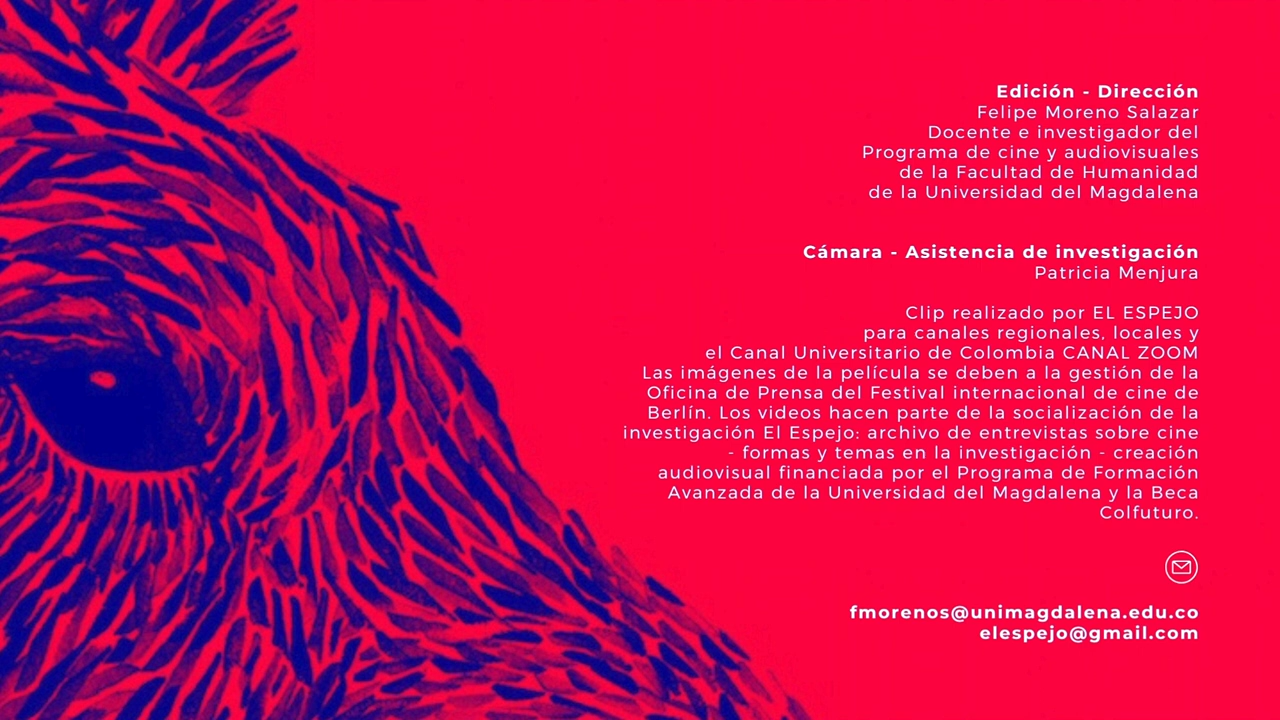 Edición - Dirección
Felipe Moreno Salazar
Docente e investigador del
Programa de cine y audiovisuales
de la Facultad de Humanidad
de la Universidad del Magdalena
Cámara - Asistencia de investigación
Patricia Menjura
Clip realizado por EL ESPEJO
para canales regionales, locales y
el Canal Universitario de Colombia CANAL ZOOM
Las imágenes de la película se deben a la gestión de la
Oficina de Prensa del Festival internacional de cine de
Berlín. Los videos hacen parte de la socialización de la
investigación El Espejo: archivo de entrevistas sobre cine
- formas y temas en la investigación - creación
audiovisual financiada por el Programa de Formación
Avanzada de la Universidad del Magdalena y la Beca
Colfuturo.
fmorenos@unimagdalena.edu.co
elespejo@gmail.com